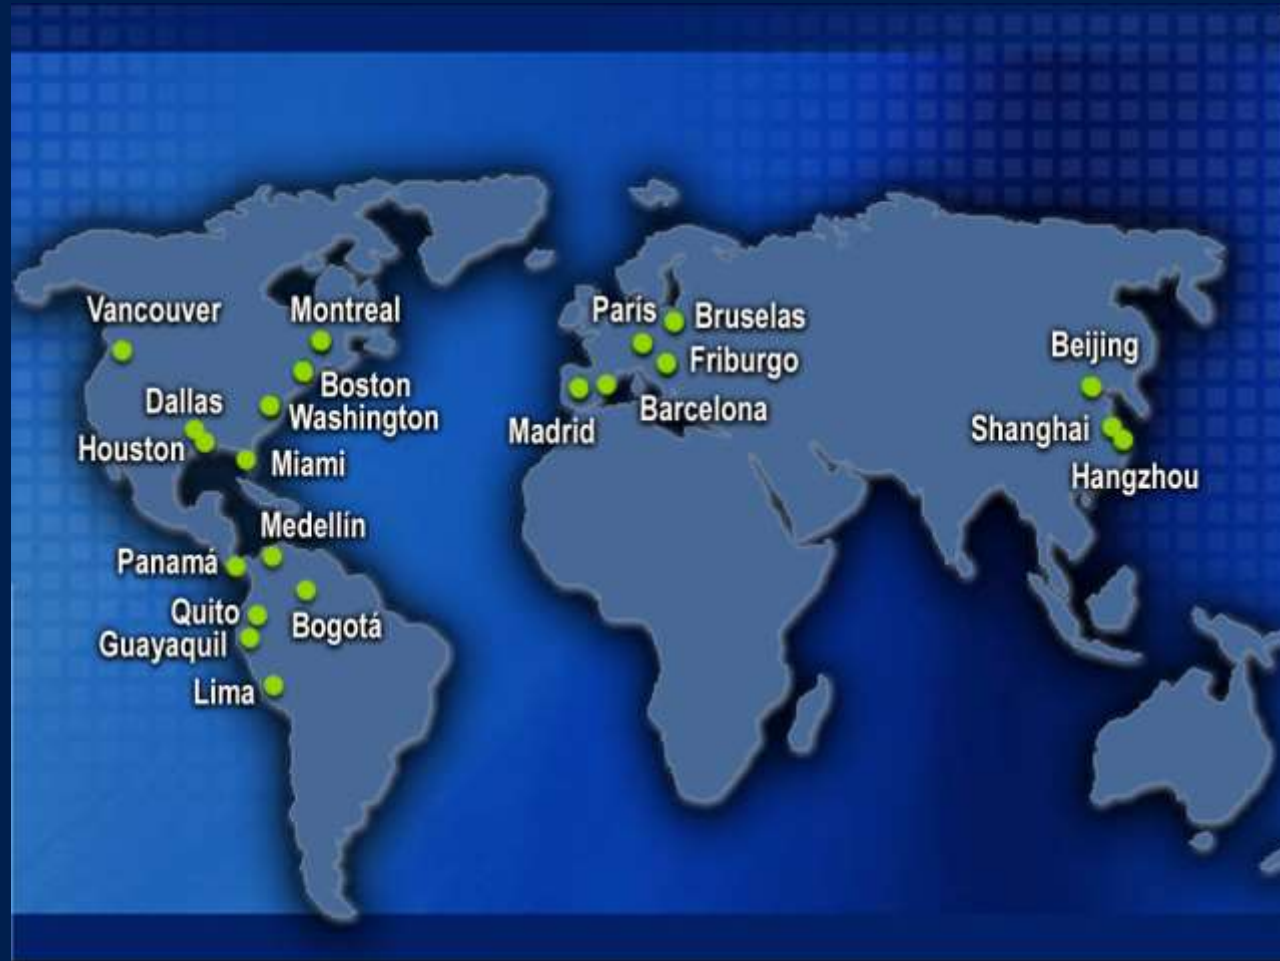 Vancouver
Montreal
París
Bruselas
Beijing
Friburgo
Boston
Dallas
Washington
Barcelona
Madrid
Shanghai
Houston
Miami
Hangzhou
Medellín
Panamá
Quito
Bogotá
Guayaquil
Lima